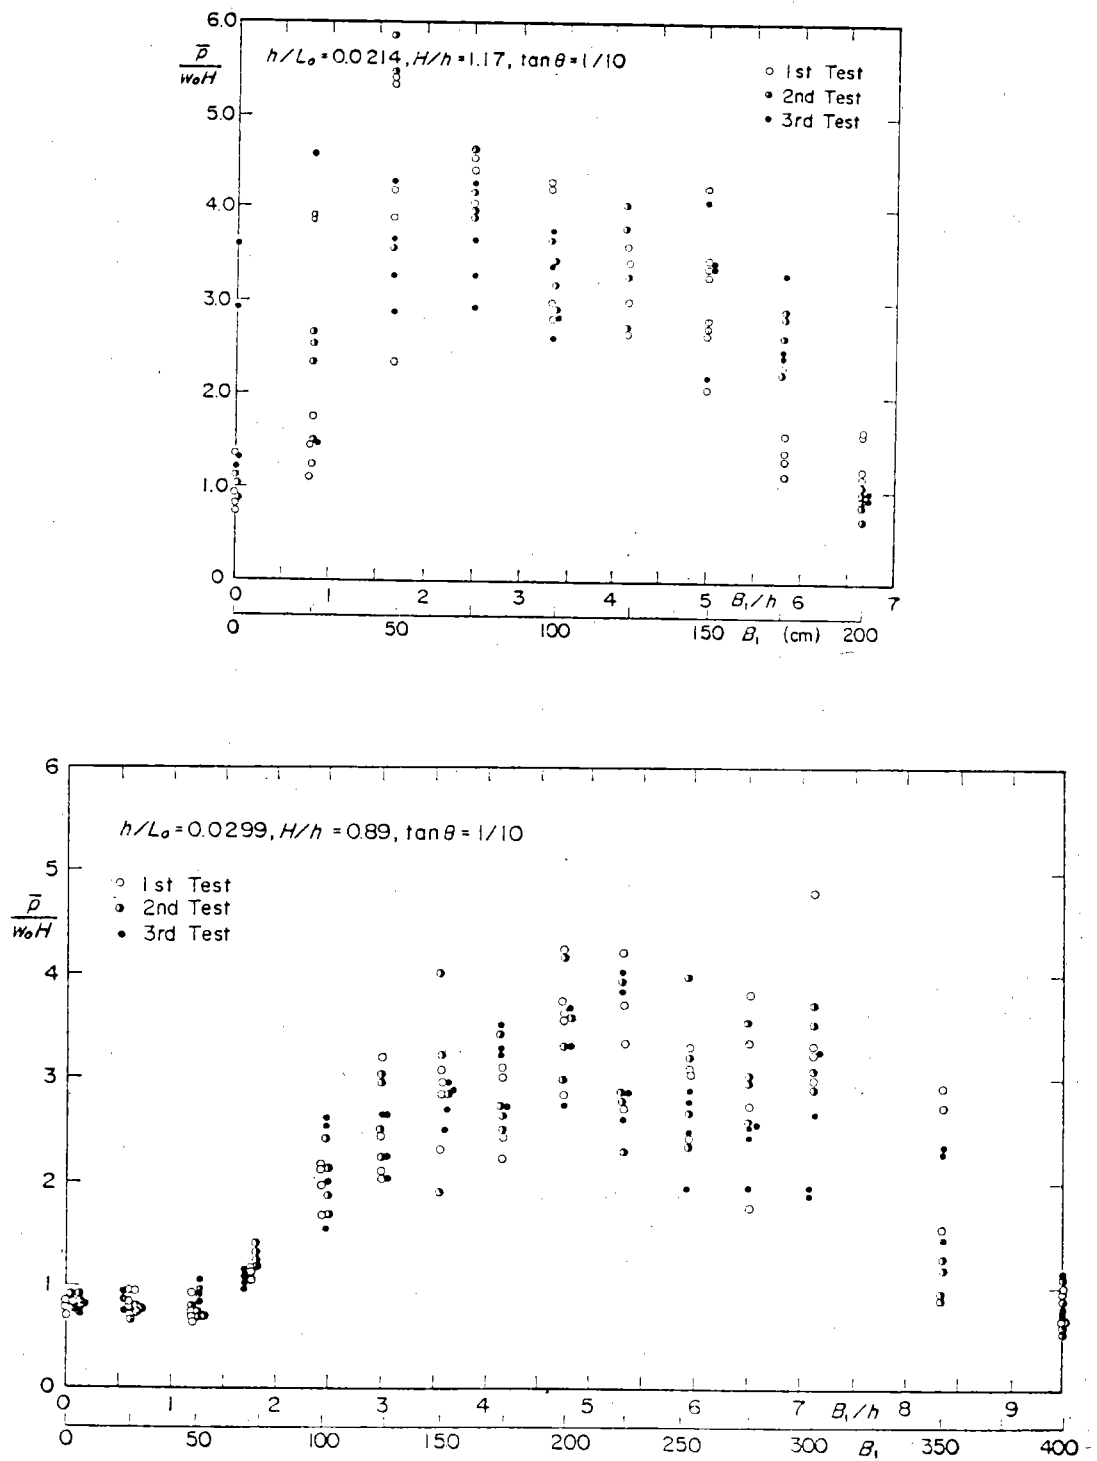 6.0
p̄/w₀H
h/L₀=0.0214, H/h=1.17, tanθ=1/10
○ 1st Test
◑ 2nd Test
● 3rd Test
5.0
4.0
3.0
2.0
1.0
0
0 1 2 3 4 5 B₁/h 6 7
0 50 100 150 B₁ (cm) 200
6
h/L₀=0.0299, H/h=0.89, tanθ=1/10
5
○ 1st Test
◑ 2nd Test
● 3rd Test
p̄/w₀H
4
3
2
1
0
0 1 2 3 4 5 6 7 B₁/h 8 9
0 50 100 150 200 250 300 B₁ 350 400